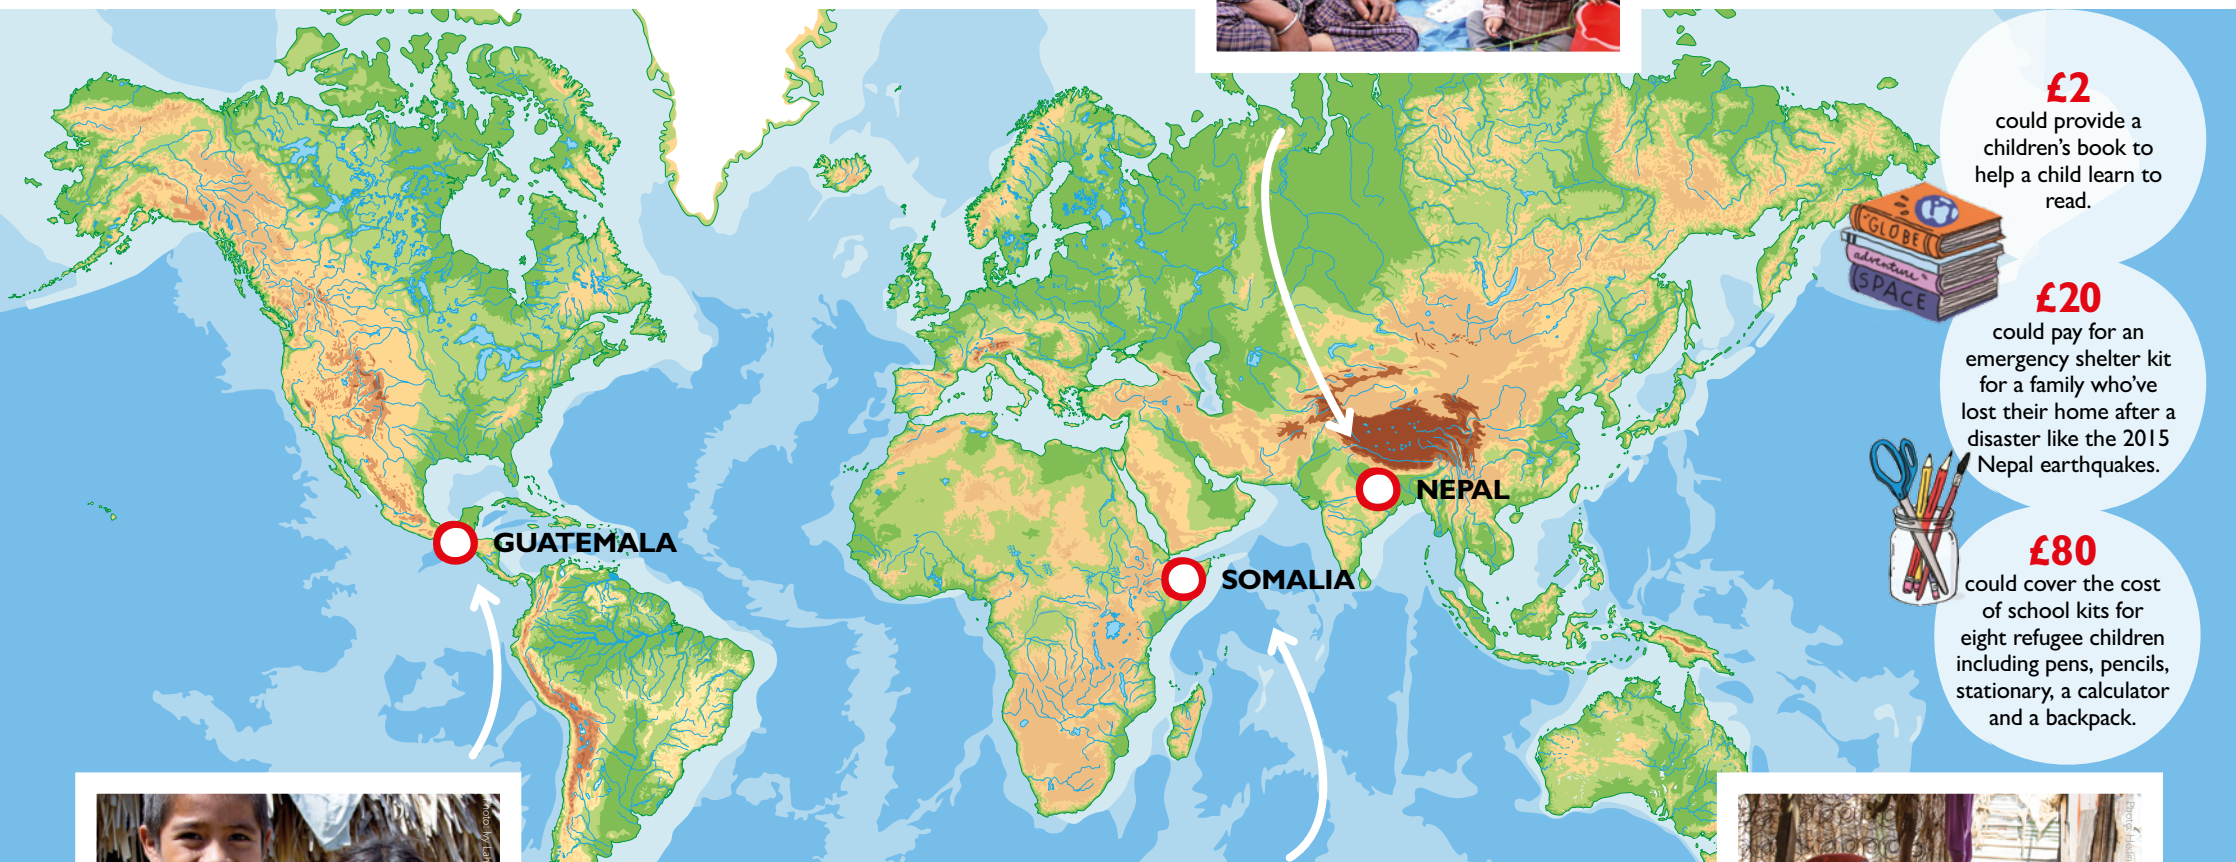 £2
could provide a
children’s book to
help a child learn to
read.
GLOBE
adventure
SPACE
£20
could pay for an
emergency shelter kit
for a family who’ve
lost their home after a
disaster like the 2015
Nepal earthquakes.
NEPAL
GUATEMALA
SOMALIA
£80
could cover the cost
of school kits for
eight refugee children
including pens, pencils,
stationary, a calculator
and a backpack.